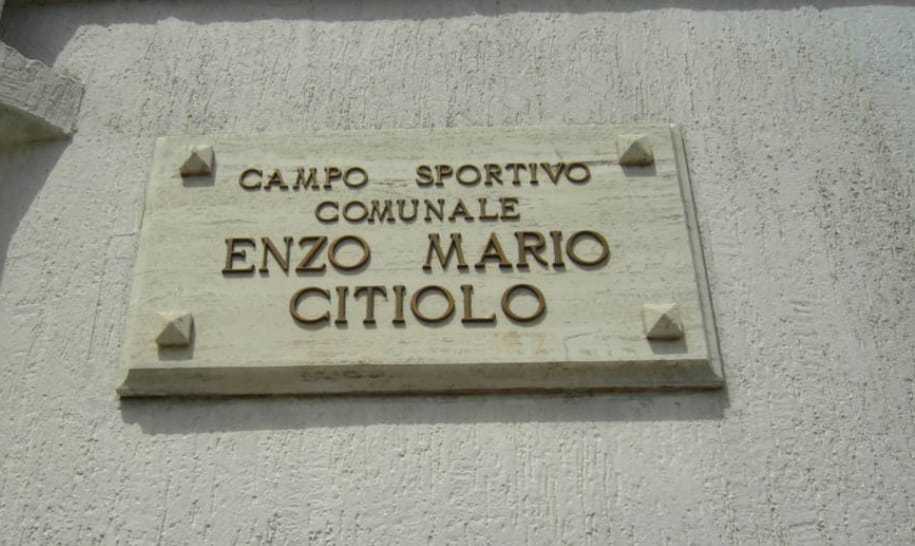 CAMPO SPORTIVO
COMUNALE
ENZO MARIO
CITIOLO